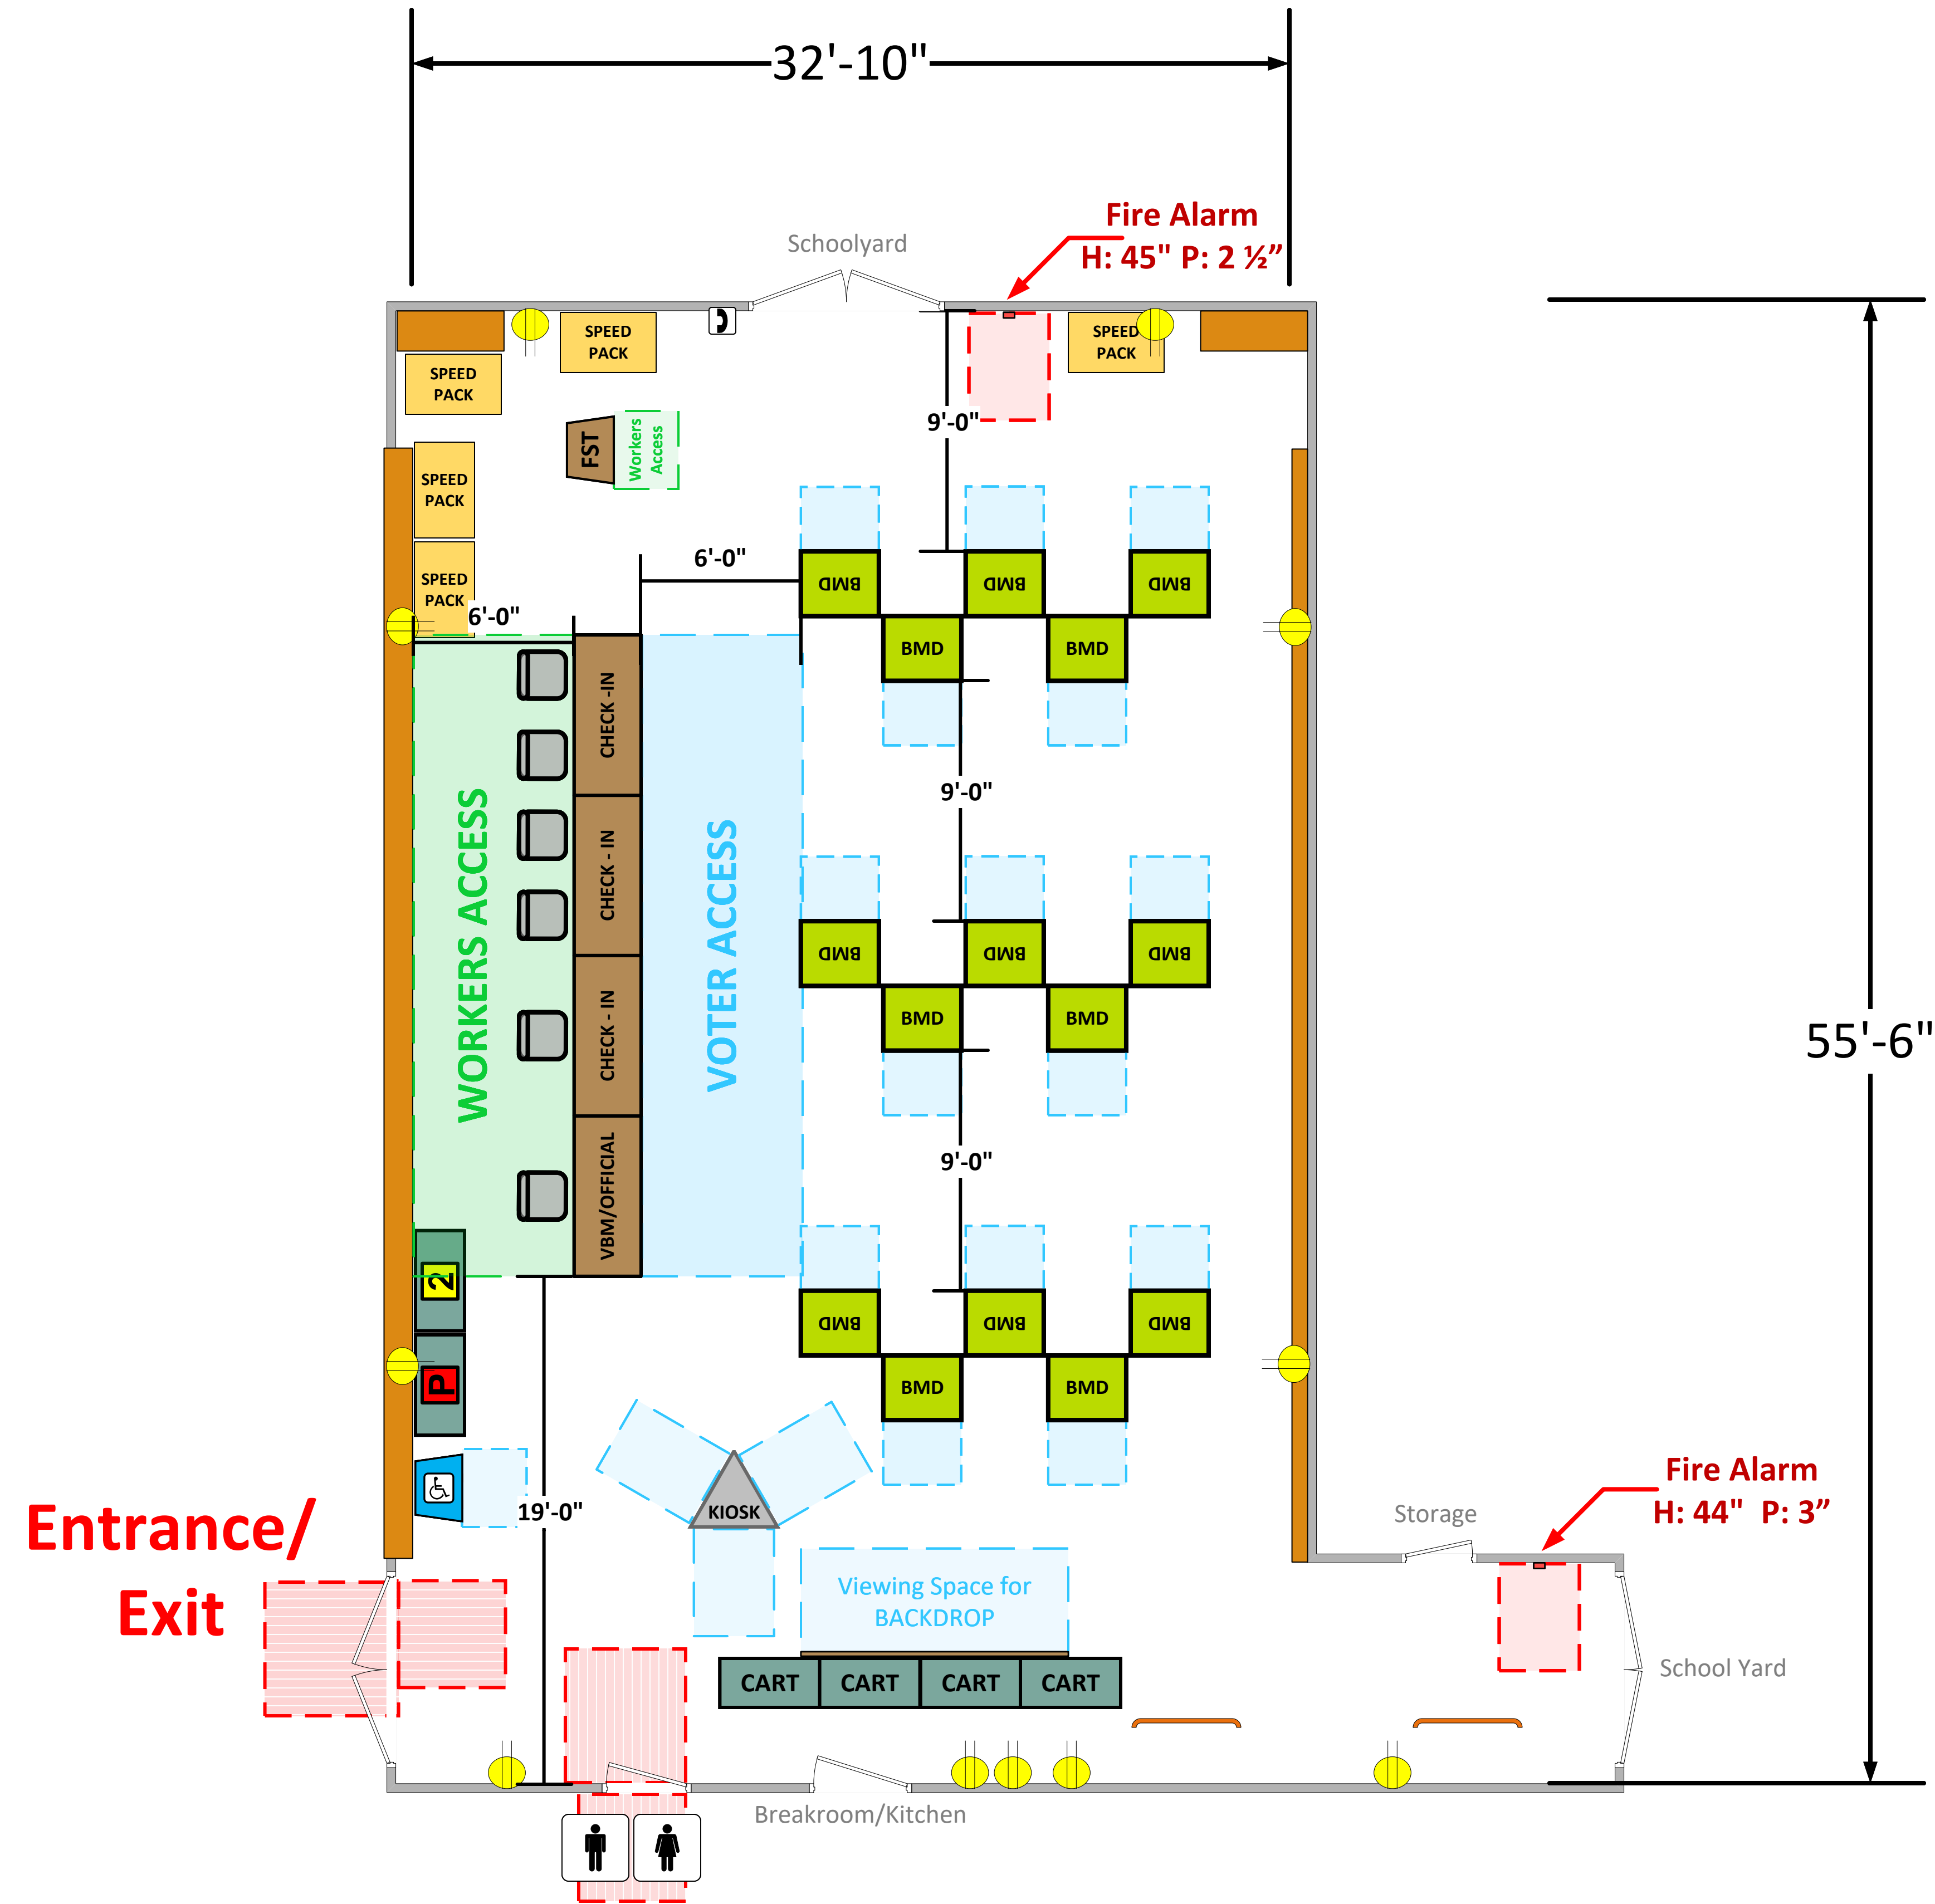 32'-10"
Fire Alarm
H: 45" P: 2 ½”
Schoolyard
SPEED
PACK
SPEED
PACK
SPEED
PACK
9'-0"
FST
Workers
Access
SPEED
PACK
SPEED
PACK
6'-0"
6'-0"
BMD
BMD
BMD
BMD
BMD
CHECK -IN
9'-0"
WORKERS ACCESS
CHECK - IN
VOTER ACCESS
BMD
BMD
BMD
BMD
BMD
55'-6"
CHECK - IN
9'-0"
VBM/OFFICIAL
2
BMD
BMD
BMD
P
BMD
BMD
Entrance/
Exit
19'-0"
KIOSK
Storage
Fire Alarm
H: 44"  P: 3”
Viewing Space for
BACKDROP
CART
CART
CART
CART
School Yard
Breakroom/Kitchen